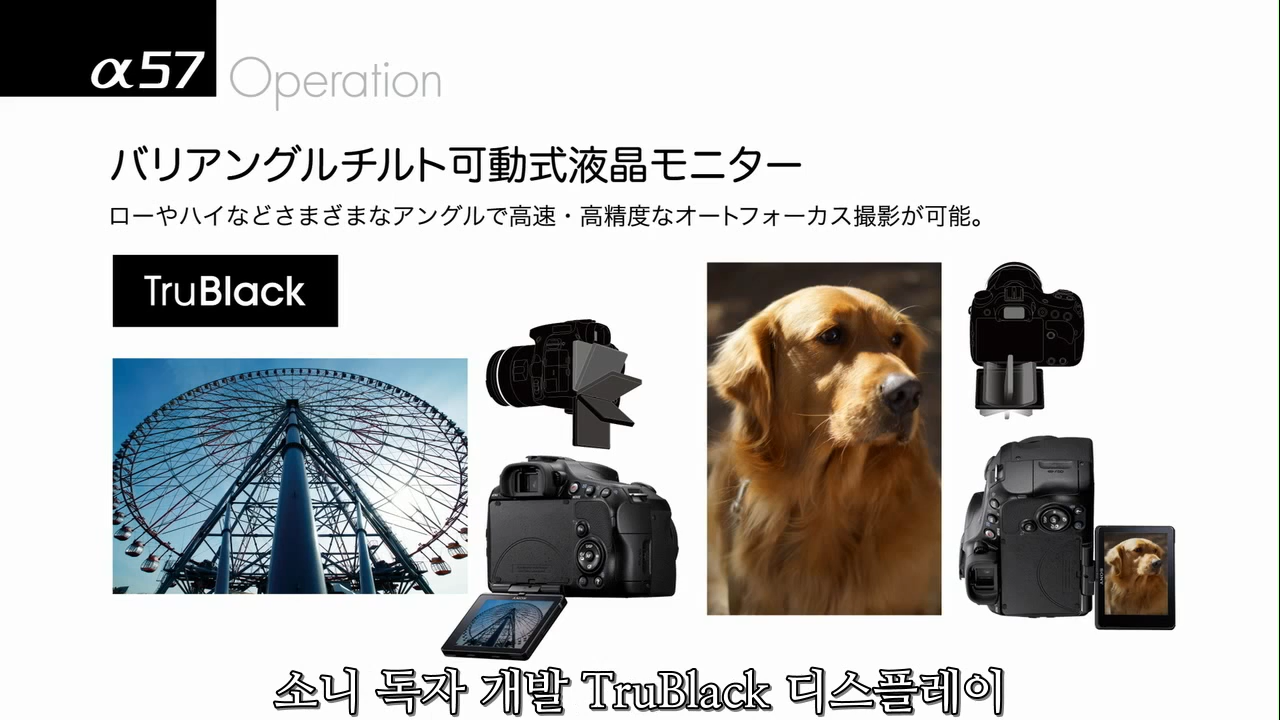 α57 Operation
バリアングルチルト可動式液晶モニター
ローやハイなどさまざまなアングルで高速・高精度なオートフォーカス撮影が可能。
TruBlack
SONY
SONY
소니 독자 개발 TruBlack 디스플레이